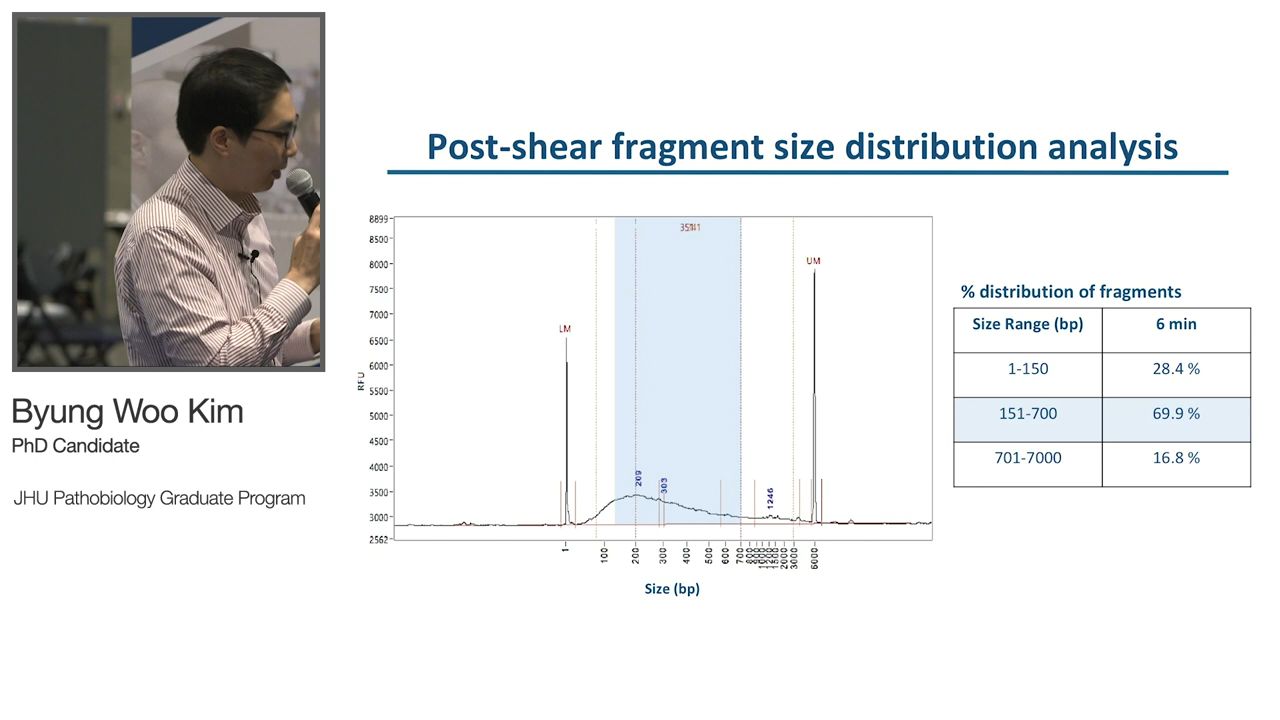 Post-shear fragment size distribution analysis
Byung Woo Kim
PhD Candidate
JHU Pathobiology Graduate Program
8899
8500
8000
7500
7000
6500
6000
5500
5000
4500
4000
3500
3000
2562
RFU
LM
UM
209
303
1246
1
100
200
300
400
500
600
700
800
2000
3000
6000
Size (bp)
% distribution of fragments
Size Range (bp) 6 min
1-150 28.4 %
151-700 69.9 %
701-7000 16.8 %